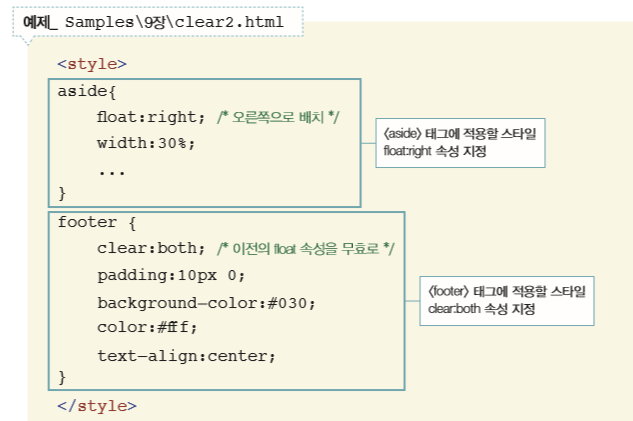 예제_ Samples\9장\clear2.html
<style>
aside{
float:right; /* 오른쪽으로 배치 */
width:30%;
...
}
<aside> 태그에 적용할 스타일
float:right 속성 지정
footer {
clear:both; /* 이전의 float 속성을 무효로 */
padding:10px 0;
background-color:#030;
color:#fff;
text-align:center;
}
<footer> 태그에 적용할 스타일
clear:both 속성 지정
</style>